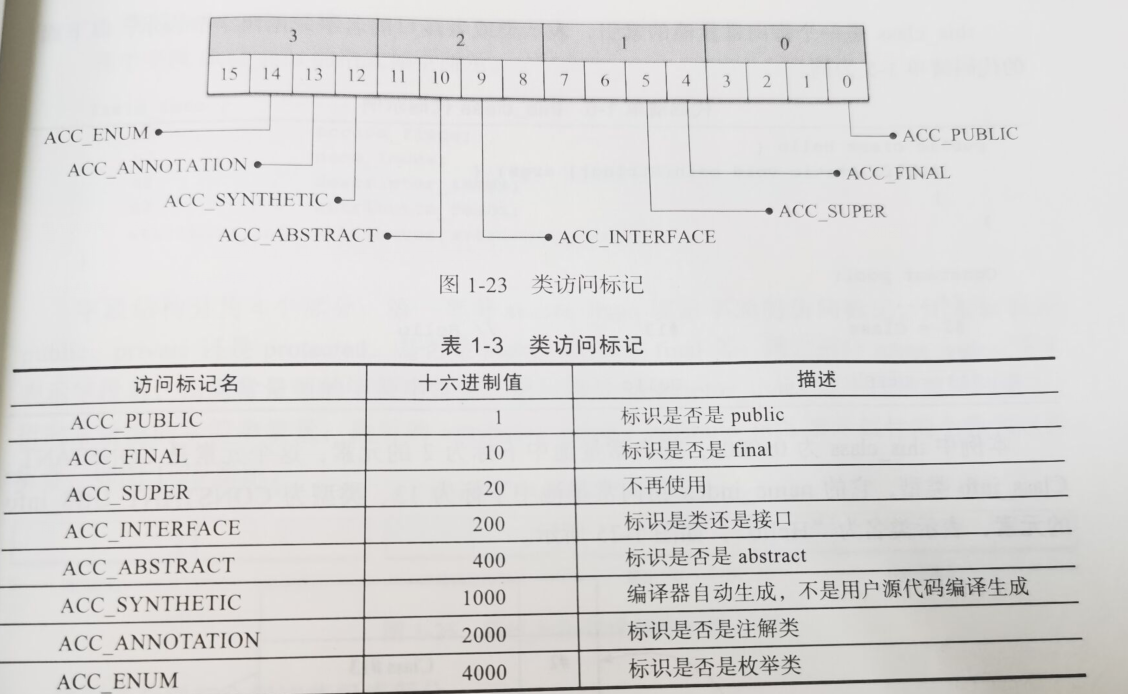 3 2 1 0
15 14 13 12 11 10 9 8 7 6 5 4 3 2 1 0
ACC_ENUM ACC_PUBLIC
ACC_ANNOTATION ACC_FINAL
ACC_SYNTHETIC ACC_SUPER
ACC_ABSTRACT ACC_INTERFACE
图 1-23 类访问标记
表 1-3 类访问标记
访问标记名 十六进制值 描述
ACC_PUBLIC 1 标识是否是 public
ACC_FINAL 10 标识是否是 final
ACC_SUPER 20 不再使用
ACC_INTERFACE 200 标识是类还是接口
ACC_ABSTRACT 400 标识是否是 abstract
ACC_SYNTHETIC 1000 编译器自动生成，不是用户源代码编译生成
ACC_ANNOTATION 2000 标识是否是注解类
ACC_ENUM 4000 标识是否是枚举类